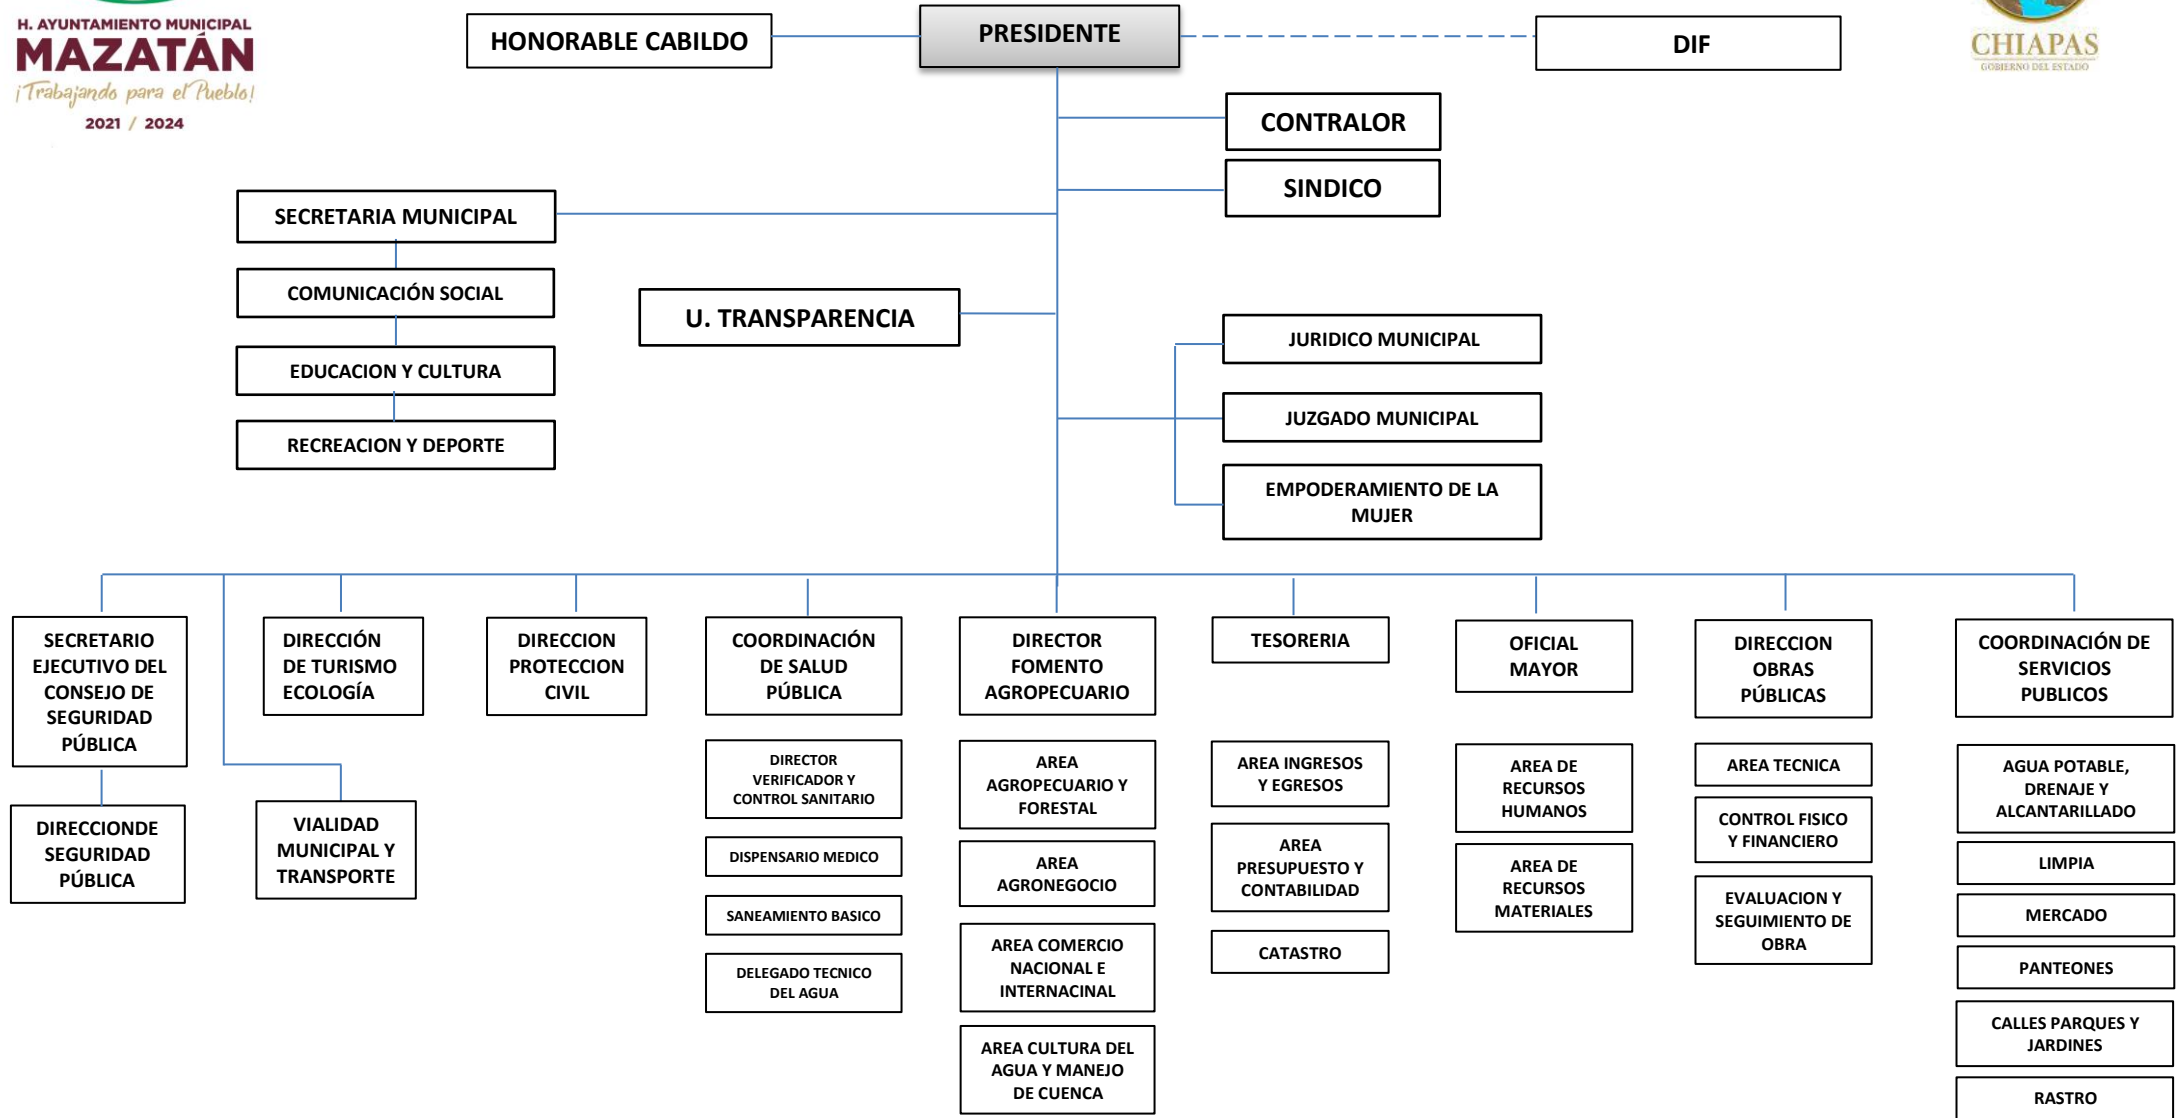 H. AYUNTAMIENTO MUNICIPAL
MAZATÁN
¡Trabajando para el Pueblo!
2021 / 2024
HONORABLE CABILDO
PRESIDENTE
DIF
CHIAPAS
GOBIERNO DEL ESTADO
CONTRALOR
SINDICO
SECRETARIA MUNICIPAL
COMUNICACIÓN SOCIAL
EDUCACION Y CULTURA
RECREACION Y DEPORTE
U. TRANSPARENCIA
JURIDICO MUNICIPAL
JUZGADO MUNICIPAL
EMPODERAMIENTO DE LA
MUJER
SECRETARIO
EJECUTIVO DEL
CONSEJO DE
SEGURIDAD
PÚBLICA
DIRECCIONDE
SEGURIDAD
PÚBLICA
DIRECCIÓN
DE TURISMO
ECOLOGÍA
VIALIDAD
MUNICIPAL Y
TRANSPORTE
DIRECCION
PROTECCION
CIVIL
COORDINACIÓN
DE SALUD
PÚBLICA
DIRECTOR
VERIFICADOR Y
CONTROL SANITARIO
DISPENSARIO MEDICO
SANEAMIENTO BASICO
DELEGADO TECNICO
DEL AGUA
DIRECTOR
FOMENTO
AGROPECUARIO
AREA
AGROPECUARIO Y
FORESTAL
AREA
AGRONEGOCIO
AREA COMERCIO
NACIONAL E
INTERNACINAL
AREA CULTURA DEL
AGUA Y MANEJO
DE CUENCA
TESORERIA
AREA INGRESOS
Y EGRESOS
AREA
PRESUPUESTO Y
CONTABILIDAD
CATASTRO
OFICIAL
MAYOR
AREA DE
RECURSOS
HUMANOS
AREA DE
RECURSOS
MATERIALES
DIRECCION
OBRAS
PÚBLICAS
AREA TECNICA
CONTROL FISICO
Y FINANCIERO
EVALUACION Y
SEGUIMIENTO DE
OBRA
COORDINACIÓN DE
SERVICIOS
PUBLICOS
AGUA POTABLE,
DRENAJE Y
ALCANTARILLADO
LIMPIA
MERCADO
PANTEONES
CALLES PARQUES Y
JARDINES
RASTRO